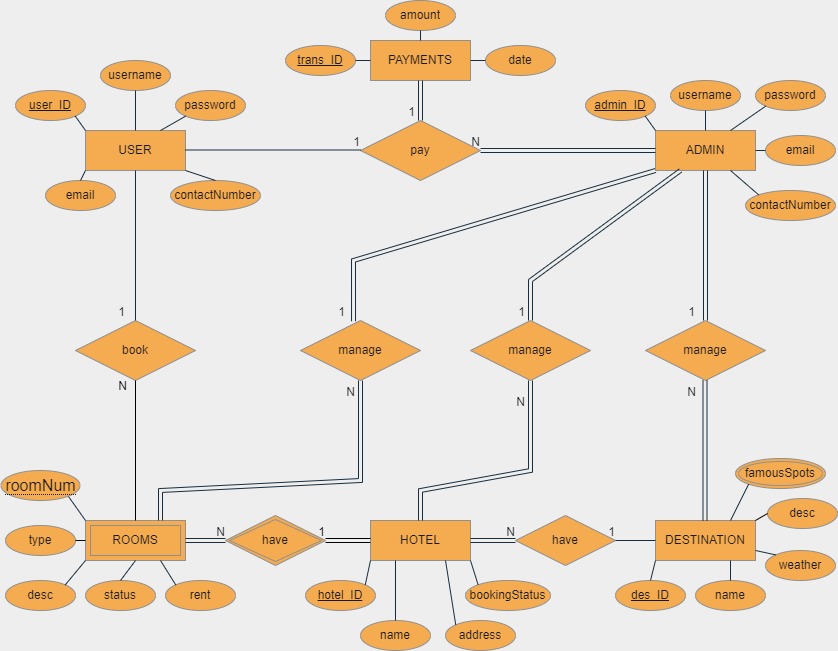 amount
trans_ID
PAYMENTS
date
username
user_ID
password
USER
email
contactNumber
admin_ID
username
password
ADMIN
email
contactNumber
1
1
pay
N
1
book
N
1
manage
N
1
manage
N
1
manage
N
roomNum
type
ROOMS
desc
status
rent
N
have
1
HOTEL
hotel_ID
name
address
bookingStatus
N
have
1
DESTINATION
famousSpots
desc
weather
des_ID
name